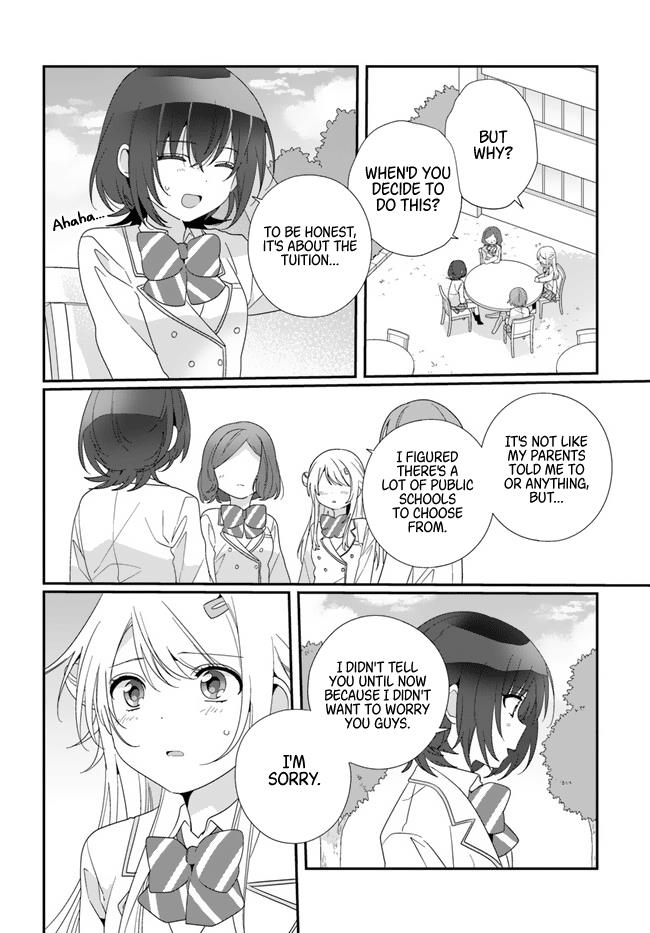 BUT
WHY?
WHEN'D YOU
DECIDE TO
DO THIS?
Ahaha...
TO BE HONEST,
IT'S ABOUT THE
TUITION...
IT'S NOT LIKE
MY PARENTS
TOLD ME TO
OR ANYTHING,
BUT...
I FIGURED
THERE'S A
LOT OF PUBLIC
SCHOOLS
TO CHOOSE
FROM.
I DIDN'T TELL
YOU UNTIL NOW
BECAUSE I DIDN'T
WANT TO WORRY
YOU GUYS.
I'M
SORRY.